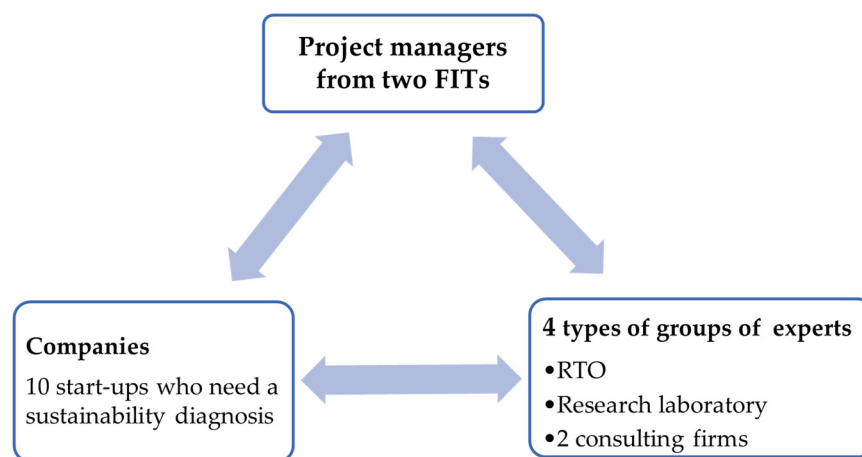 Project managers
from two FITs
Companies
10 start-ups who need a
sustainability diagnosis
4 types of groups of experts
•RTO
•Research laboratory
•2 consulting firms